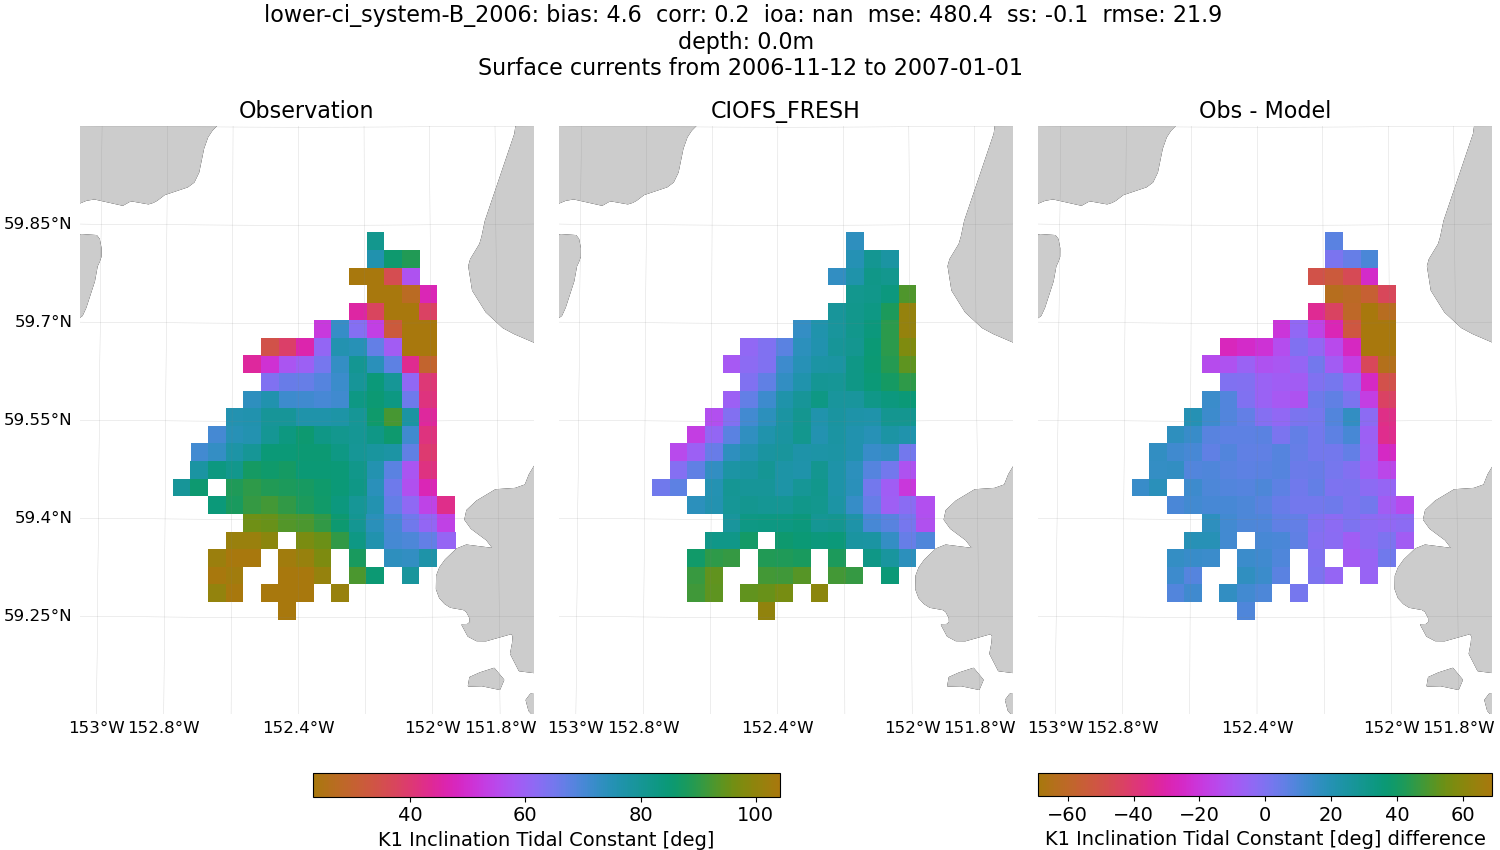 lower-ci_system-B_2006: bias: 4.6  corr: 0.2  ioa: nan  mse: 480.4  ss: -0.1  rmse: 21.9
depth: 0.0m
Surface currents from 2006-11-12 to 2007-01-01
Observation
CIOFS_FRESH
Obs - Model
59.85°N
59.7°N
59.55°N
59.4°N
59.25°N
153°W 152.8°W 152.4°W 152°W 151.8°W
153°W 152.8°W 152.4°W 152°W 151.8°W
153°W 152.8°W 152.4°W 152°W 151.8°W
40 60 80 100
K1 Inclination Tidal Constant [deg]
−60 −40 −20 0 20 40 60
K1 Inclination Tidal Constant [deg] difference